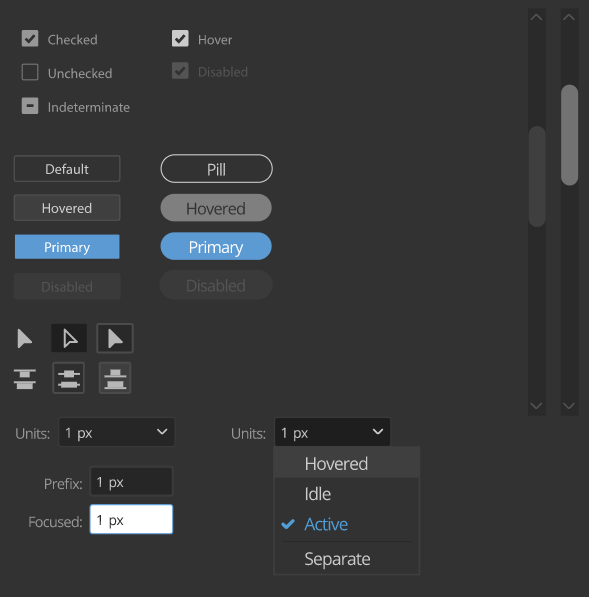 Checked
Hover
Unchecked
Disabled
Indeterminate
Default
Pill
Hovered
Hovered
Primary
Primary
Disabled
Disabled
Units: 1 px
Units: 1 px
Hovered
Prefix: 1 px
Idle
Focused: 1 px
Active
Separate